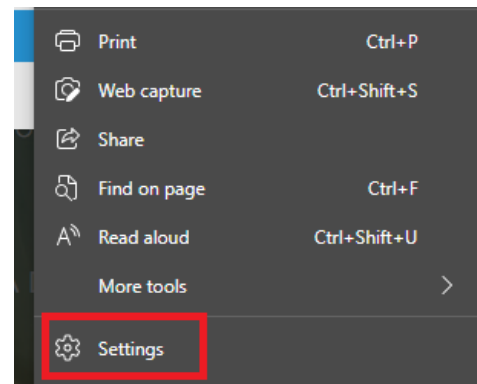 Print Ctrl+P
Web capture Ctrl+Shift+S
Share
Find on page Ctrl+F
Read aloud Ctrl+Shift+U
More tools
Settings